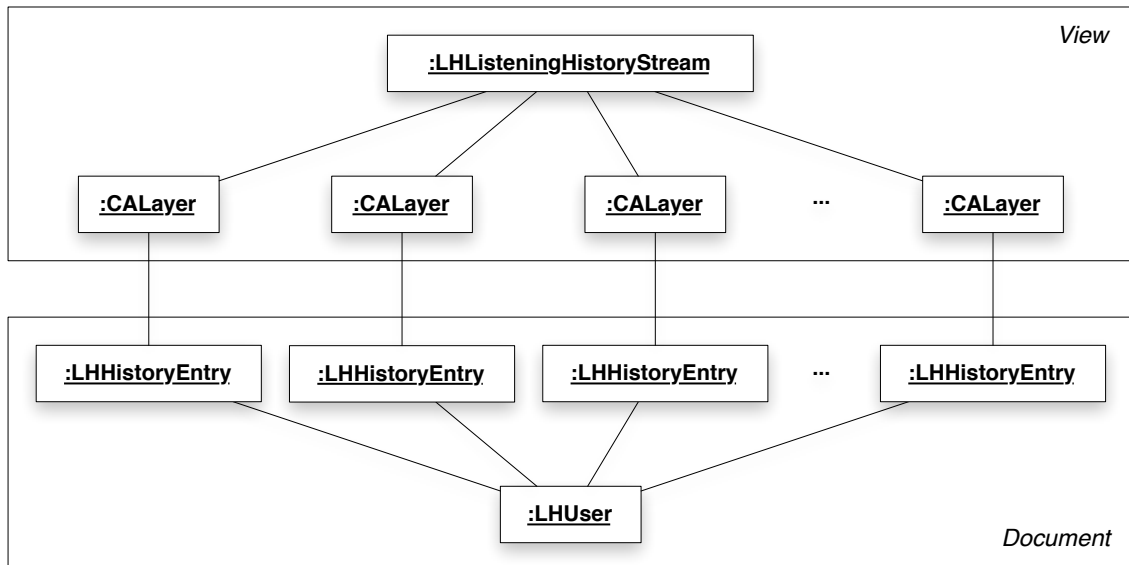 View
:LHListeningHistoryStream
:CALayer :CALayer :CALayer ... :CALayer
:LHHistoryEntry :LHHistoryEntry :LHHistoryEntry ... :LHHistoryEntry
:LHUser
Document